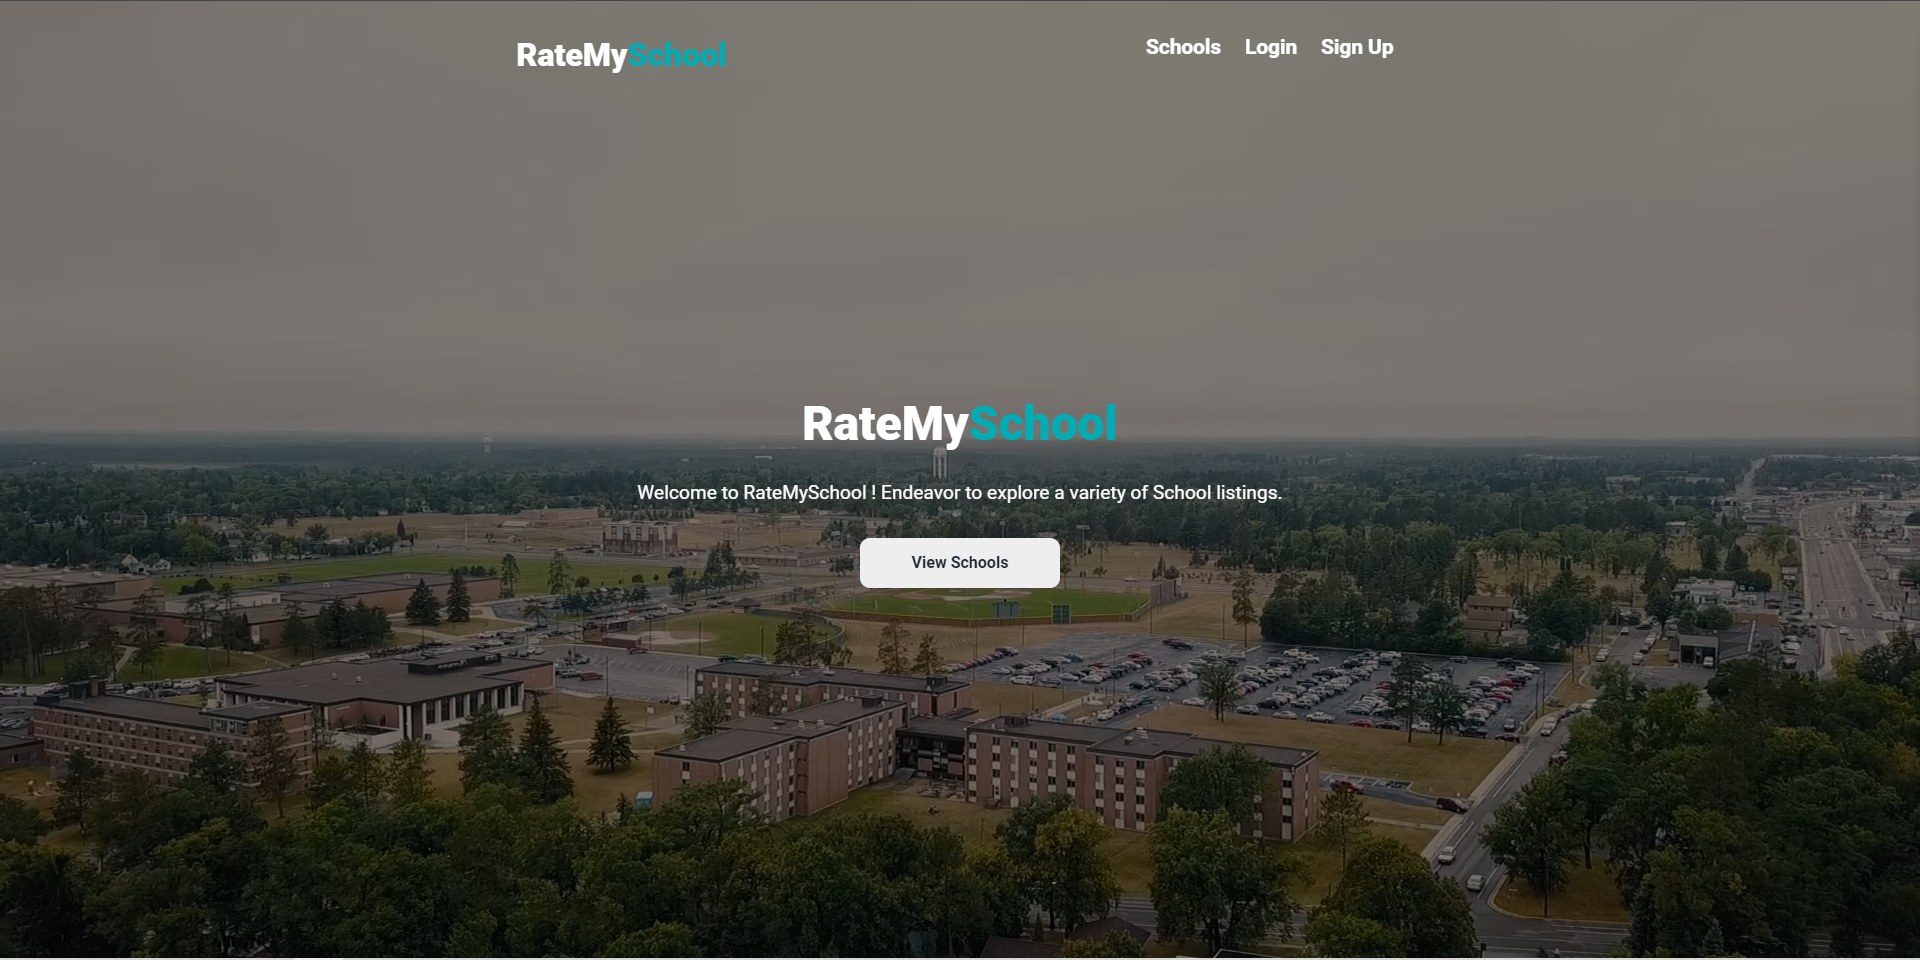 RateMySchool
Schools Login Sign Up
RateMySchool
Welcome to RateMySchool ! Endeavor to explore a variety of School listings.
View Schools